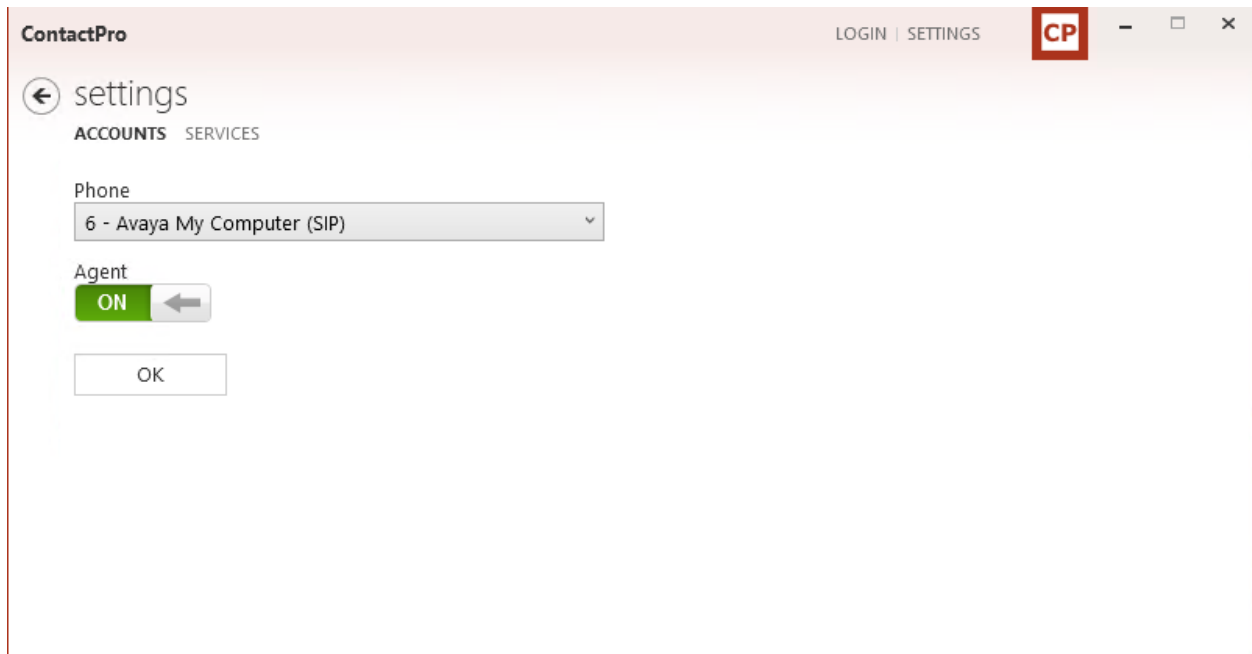 ContactPro
LOGIN | SETTINGS
CP
settings
ACCOUNTS SERVICES
Phone
6 - Avaya My Computer (SIP)
Agent
ON
OK